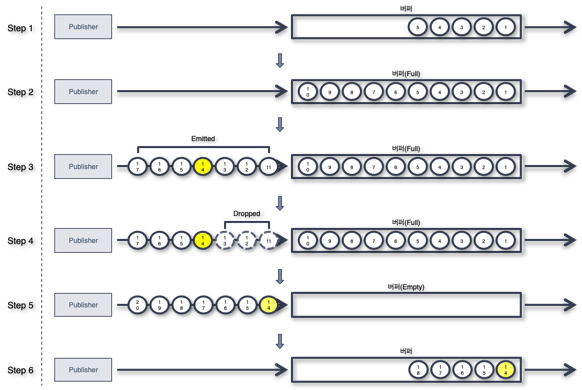 버퍼
Step 1
Publisher
5 4 3 2 1
버퍼(Full)
Step 2
Publisher
10 9 8 7 6 5 4 3 2 1
Emitted
버퍼(Full)
Step 3
Publisher
17 16 15 14 13 12 11
10 9 8 7 6 5 4 3 2 1
Dropped
버퍼(Full)
Step 4
Publisher
17 16 15 14 13 12 11
10 9 8 7 6 5 4 3 2 1
버퍼(Empty)
Step 5
Publisher
20 19 18 17 16 15 14
버퍼
Step 6
Publisher
18 17 16 15 14